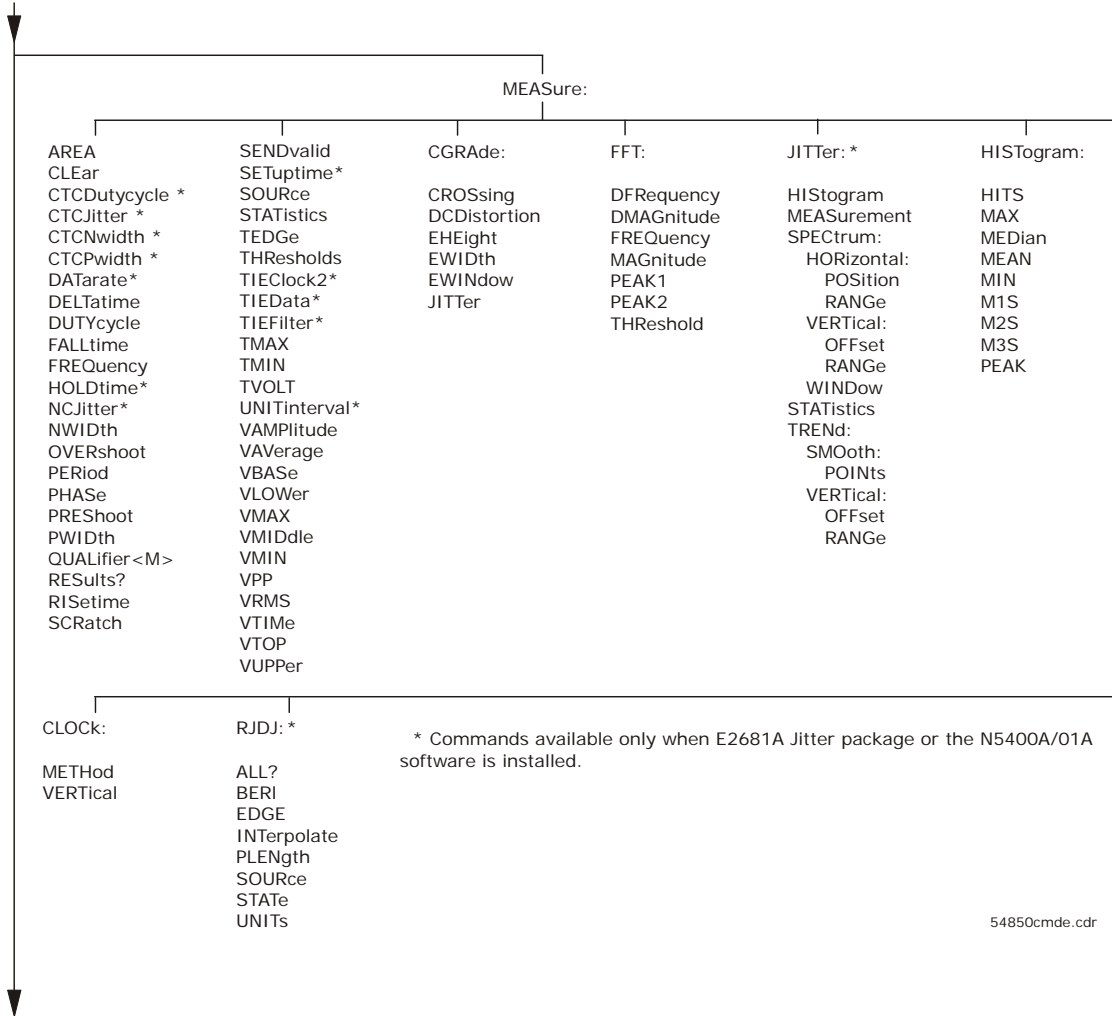 MEASure:
AREA
CLEar
CTCDutycycle *
CTCJitter *
CTCNwidth *
CTCPwidth *
DATarate*
DELTatime
DUTYcycle
FALLtime
FREQuency
HOLDtime*
NCJitter*
NWIDth
OVERshoot
PERiod
PHASe
PREShoot
PWIDth
QUALifier<M>
RESults?
RISetime
SCRatch
SENDvalid
SETuptime*
SOURce
STATistics
TEDGe
THResholds
TIEClock2*
TIEData*
TIEFilter*
TMAX
TMIN
TVOLT
UNITinterval*
VAMPlitude
VAVerage
VBASe
VLOWer
VMAX
VMIDdle
VMIN
VPP
VRMS
VTIMe
VTOP
VUPPer
CGRAde:
CROSsing
DCDistortion
EHEight
EWIDth
EWINdow
JITTer
FFT:
DFRequency
DMAGnitude
FREQuency
MAGnitude
PEAK1
PEAK2
THReshold
JITTer: *
HIStogram
MEASurement
SPECtrum:
HORizontal:
POSition
RANGe
VERTical:
OFFset
RANGe
WINDow
STATistics
TRENd:
SMOoth:
POINts
VERTical:
OFFset
RANGe
HISTogram:
HITS
MAX
MEDian
MEAN
MIN
M1S
M2S
M3S
PEAK
CLOCk:
METHod
VERTical
RJDJ: *
ALL?
BERI
EDGE
INTerpolate
PLENgth
SOURce
STATe
UNITs
* Commands available only when E2681A Jitter package or the N5400A/01A
software is installed.
54850cmde.cdr